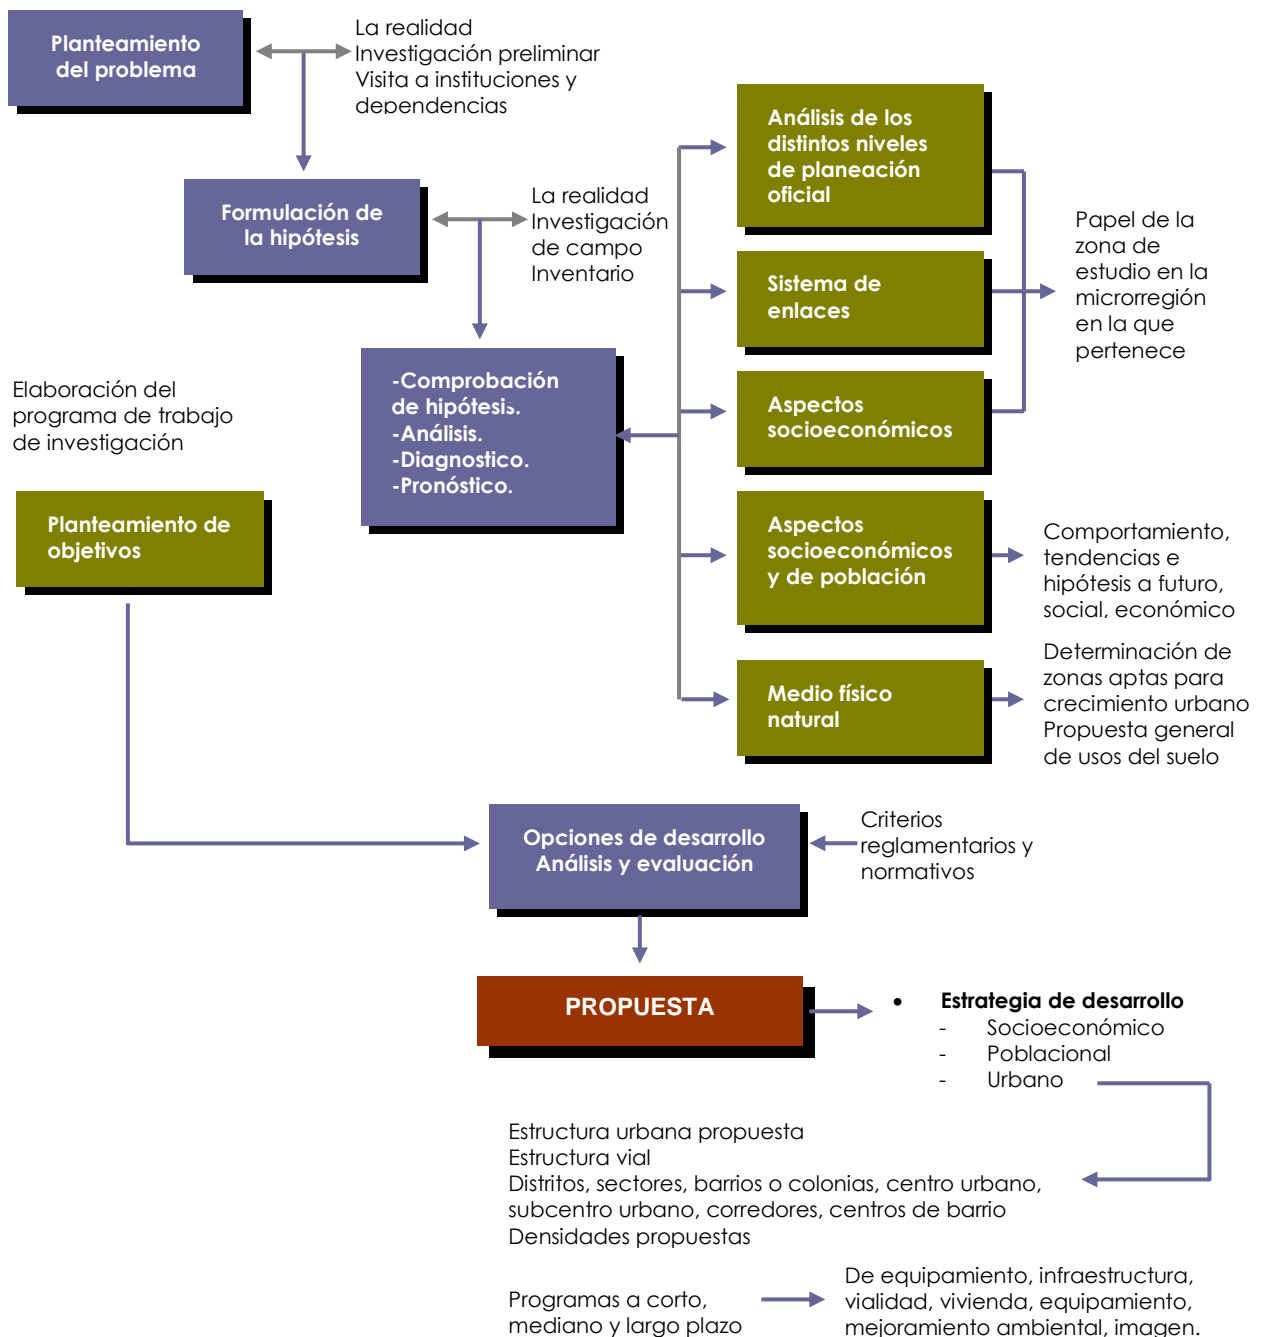 Planteamiento
del problema
La realidad
Investigación preliminar
Visita a instituciones y
dependencias
Formulación de
la hipótesis
La realidad
Investigación
de campo
Inventario
-Comprobación
de hipótesis.
-Análisis.
-Diagnostico.
-Pronóstico.
Análisis de los
distintos niveles
de planeación
oficial
Sistema de
enlaces
Aspectos
socioeconómicos
Papel de la
zona de
estudio en la
microrregión
en la que
pertenece
Aspectos
socioeconómicos
y de población
Comportamiento,
tendencias e
hipótesis a futuro,
social, económico
Medio físico
natural
Determinación de
zonas aptas para
crecimiento urbano
Propuesta general
de usos del suelo
Elaboración del
programa de trabajo
de investigación
Planteamiento de
objetivos
Opciones de desarrollo
Análisis y evaluación
Criterios
reglamentarios y
normativos
PROPUESTA
• Estrategia de desarrollo
- Socioeconómico
- Poblacional
- Urbano
Estructura urbana propuesta
Estructura vial
Distritos, sectores, barrios o colonias, centro urbano,
subcentro urbano, corredores, centros de barrio
Densidades propuestas
Programas a corto,
mediano y largo plazo
De equipamiento, infraestructura,
vialidad, vivienda, equipamiento,
mejoramiento ambiental, imagen.